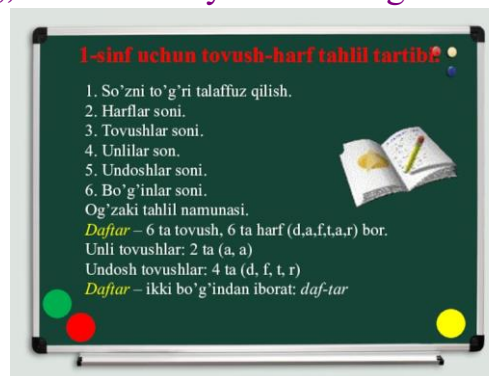 1-sinf uchun tovush-harf tahlil tartibi:
1. So’zni to’g’ri talaffuz qilish.
2. Harflar soni.
3. Tovushlar soni.
4. Unlilar son.
5. Undoshlar soni.
6. Bo’g’inlar soni.
Og’zaki tahlil namunasi.
Daftar – 6 ta tovush, 6 ta harf (d,a,f,t,a,r) bor.
Unli tovushlar: 2 ta (a, a)
Undosh tovushlar: 4 ta (d, f, t, r)
Daftar – ikki bo’g’indan iborat: daf-tar